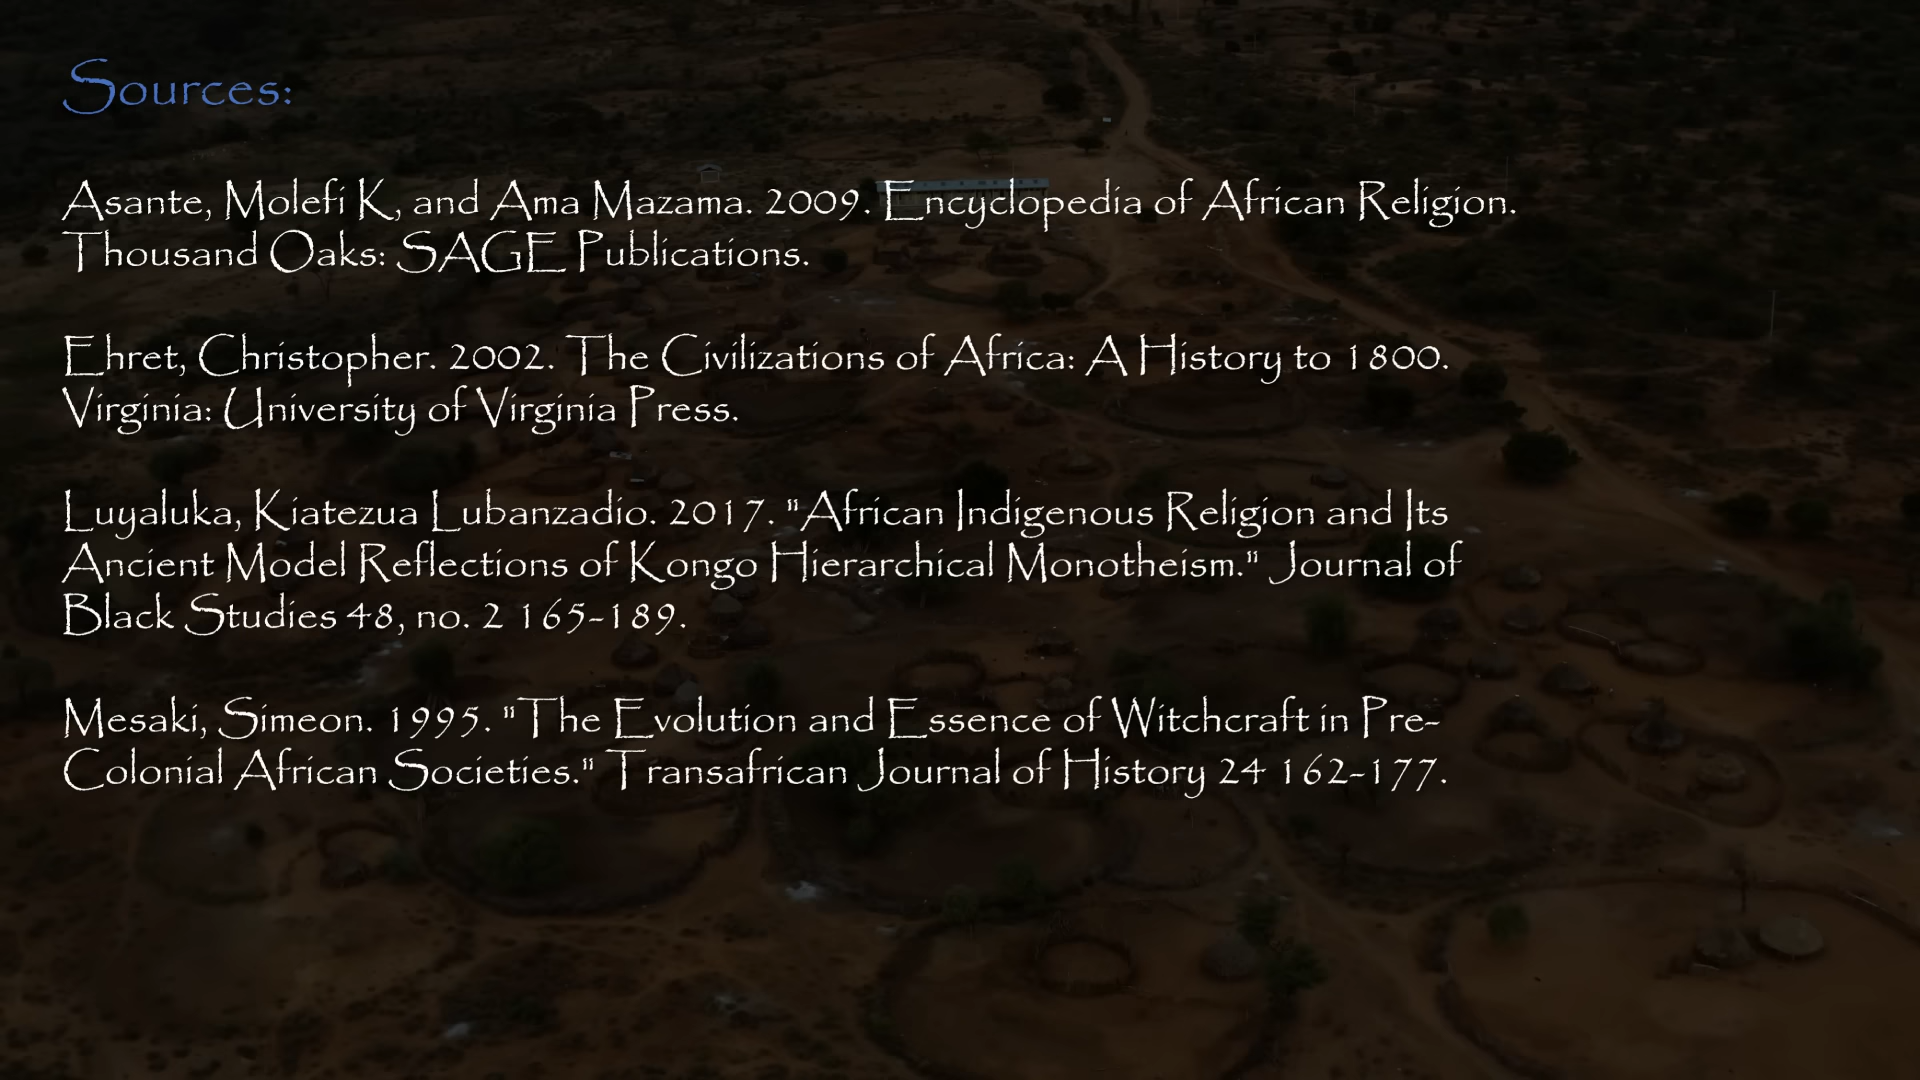 Sources:
Asante, Molefi K, and Ama Mazama. 2009. Encyclopedia of African Religion.
Thousand Oaks: SAGE Publications.
Ehret, Christopher. 2002. The Civilizations of Africa: A History to 1800.
Virginia: University of Virginia Press.
Luyaluka, Kiatezua Lubanzadio. 2017. "African Indigenous Religion and Its
Ancient Model Reflections of Kongo Hierarchical Monotheism." Journal of
Black Studies 48, no. 2 165-189.
Mesaki, Simeon. 1995. "The Evolution and Essence of Witchcraft in Pre-
Colonial African Societies." Transafrican Journal of History 24 162-177.